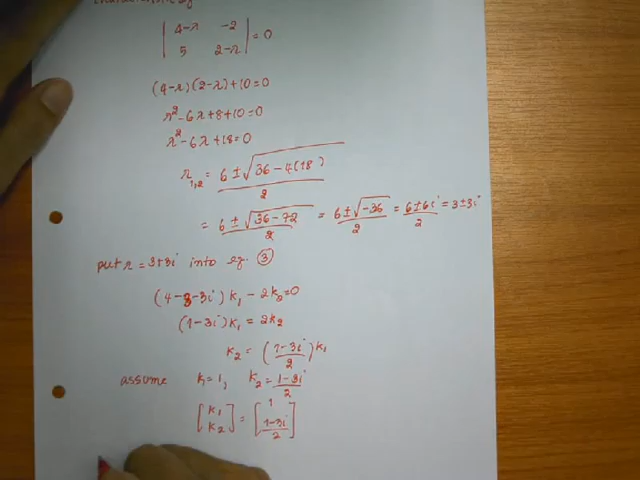 | 4-λ -2 | = 0
| 5 2-λ |
(4-λ)(2-λ)+10=0
λ²-6λ+8+10=0
λ²-6λ+18=0
λ₁,₂ = 6 ± √36 - 4(18) / 2
= 6 ± √36 - 72 / 2 = 6 ± √-36 / 2 = 6 ± 6i / 2 = 3 ± 3i
put λ = 3+3i into eq. ③
(4-3-3i) k₁ - 2k₂ = 0
(1-3i) k₁ = 2k₂
k₂ = (1-3i / 2) k₁
assume k₁ = 1, k₂ = 1-3i / 2
[ k₁ ] = [ 1 ]
[ k₂ ] [ 1-3i / 2 ]